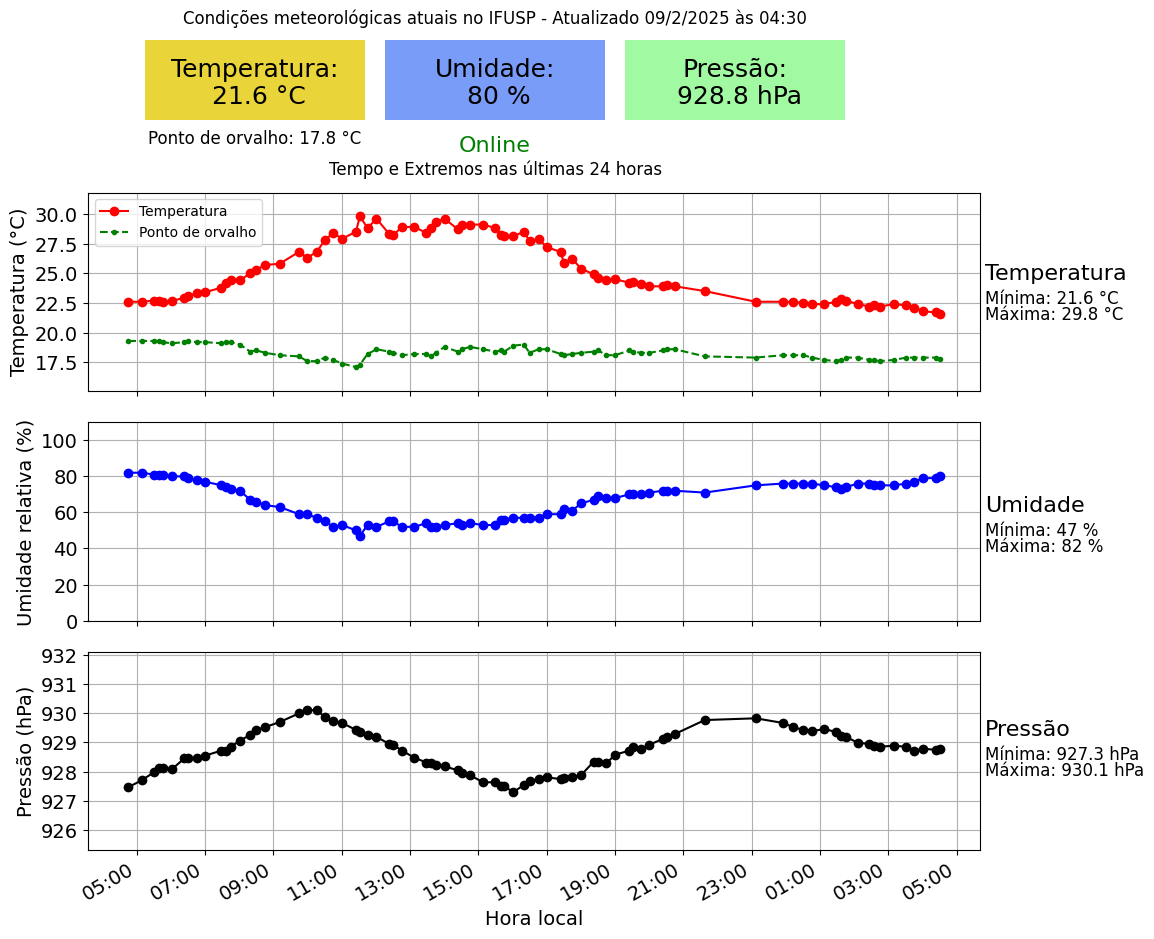 Condições meteorológicas atuais no IFUSP - Atualizado 09/2/2025 às 04:30
Temperatura:
21.6 °C
Umidade:
80 %
Pressão:
928.8 hPa
Ponto de orvalho: 17.8 °C
Online
Tempo e Extremos nas últimas 24 horas
Temperatura (°C)
30.0
27.5
25.0
22.5
20.0
17.5
Temperatura
Ponto de orvalho
Temperatura
Mínima: 21.6 °C
Máxima: 29.8 °C
Umidade relativa (%)
100
80
60
40
20
0
Umidade
Mínima: 47 %
Máxima: 82 %
Pressão (hPa)
932
931
930
929
928
927
926
Pressão
Mínima: 927.3 hPa
Máxima: 930.1 hPa
05:00 07:00 09:00 11:00 13:00 15:00 17:00 19:00 21:00 23:00 01:00 03:00 05:00
Hora local